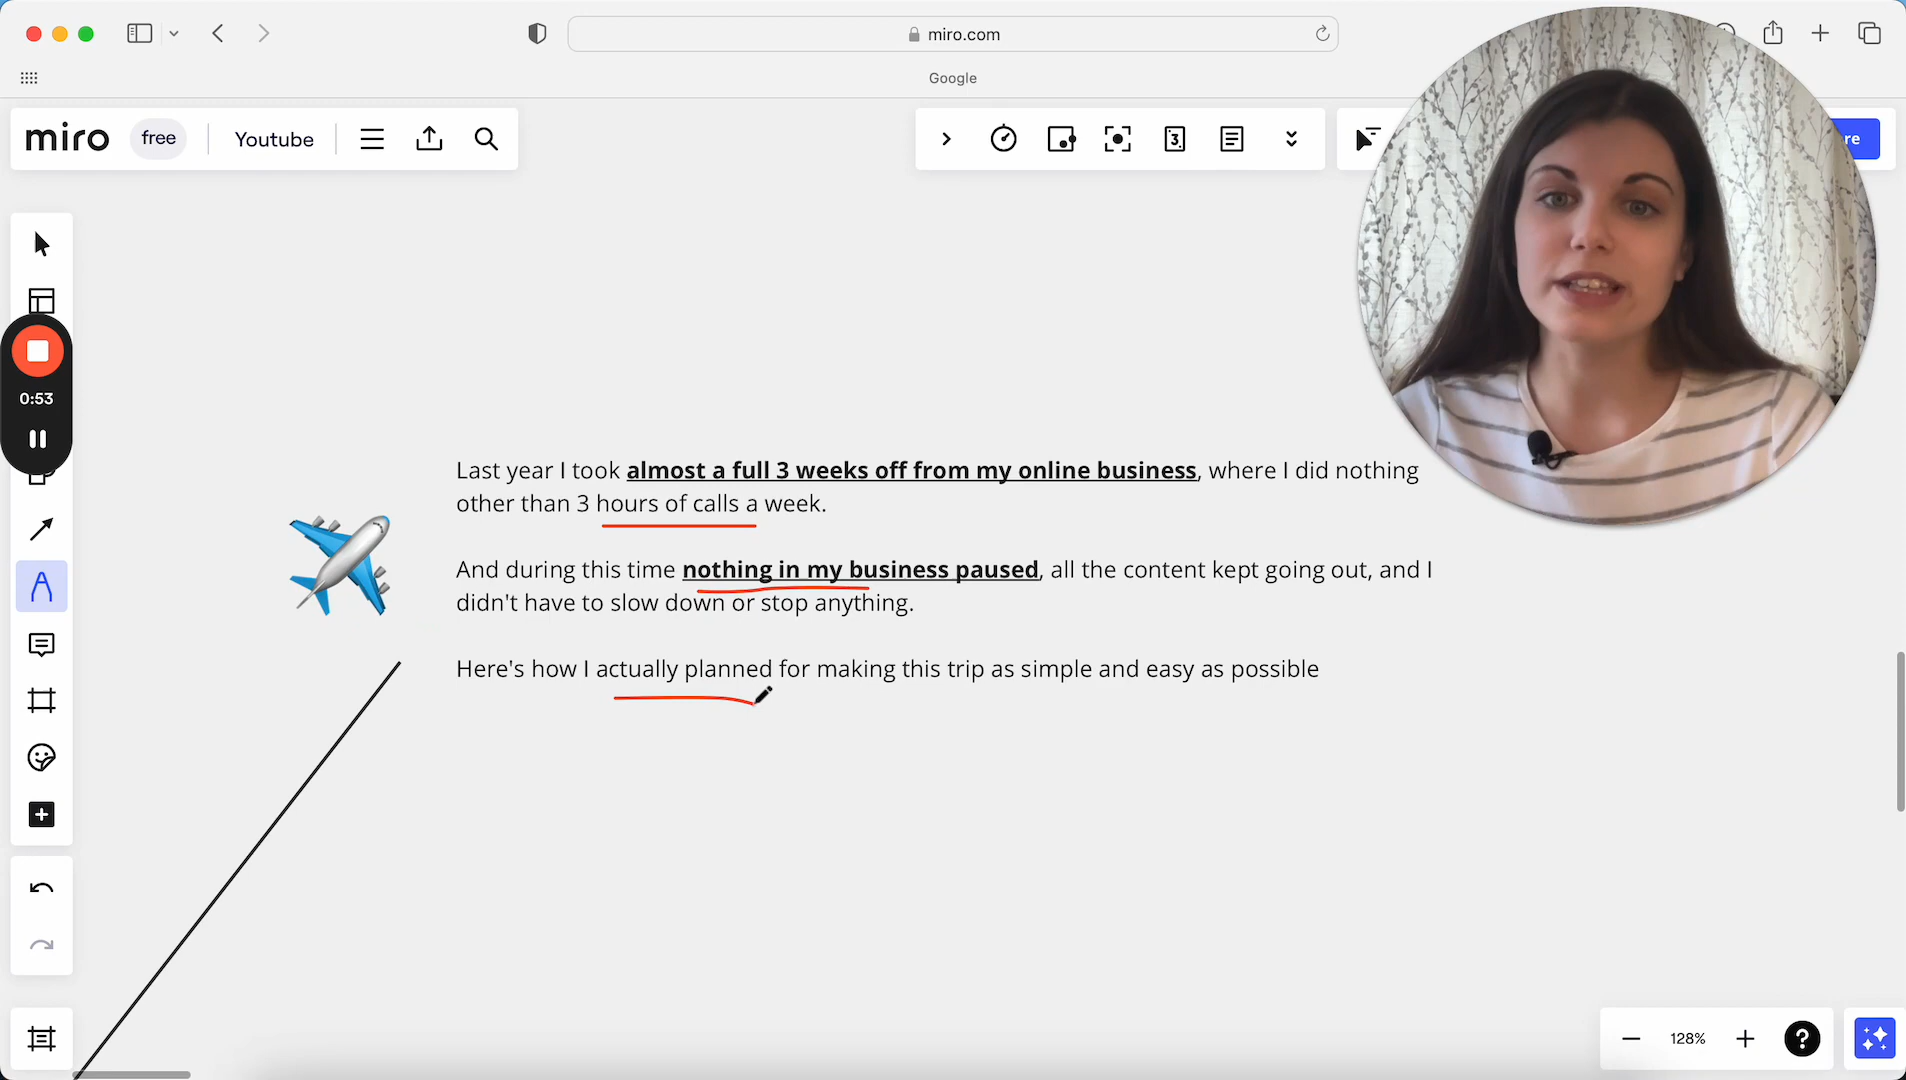 miro.com
Google
miro
free
Youtube
3
re
0:53
Last year I took almost a full 3 weeks off from my online business, where I did nothing
other than 3 hours of calls a week.
And during this time nothing in my business paused, all the content kept going out, and I
didn't have to slow down or stop anything.
Here's how I actually planned for making this trip as simple and easy as possible
128%
?